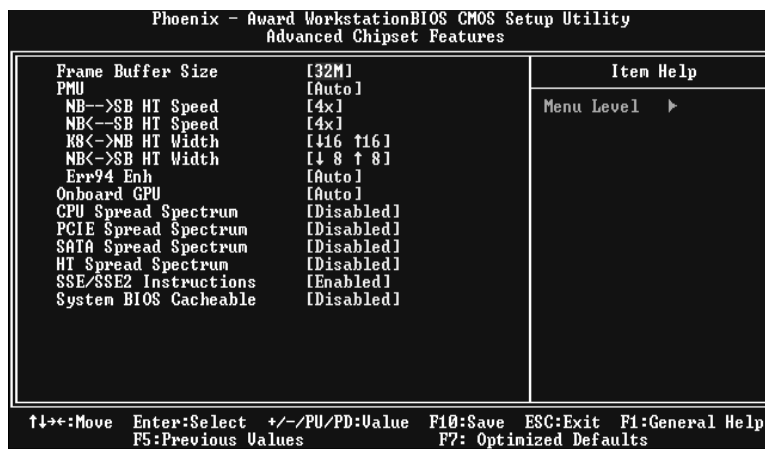 Phoenix - Award WorkstationBIOS CMOS Setup Utility
Advanced Chipset Features
Frame Buffer Size [32M]
PMU [Auto]
NB-->SB HT Speed [4x]
NB<--SB HT Speed [4x]
K8<->NB HT Width [↓16 ↑16]
NB<->SB HT Width [↓ 8 ↑ 8]
Err94 Enh [Auto]
Onboard GPU [Auto]
CPU Spread Spectrum [Disabled]
PCIE Spread Spectrum [Disabled]
SATA Spread Spectrum [Disabled]
HT Spread Spectrum [Disabled]
SSE/SSE2 Instructions [Enabled]
System BIOS Cacheable [Disabled]
Item Help
Menu Level ►
↑↓→←:Move Enter:Select +/-/PU/PD:Value F10:Save ESC:Exit F1:General Help
F5:Previous Values F7: Optimized Defaults